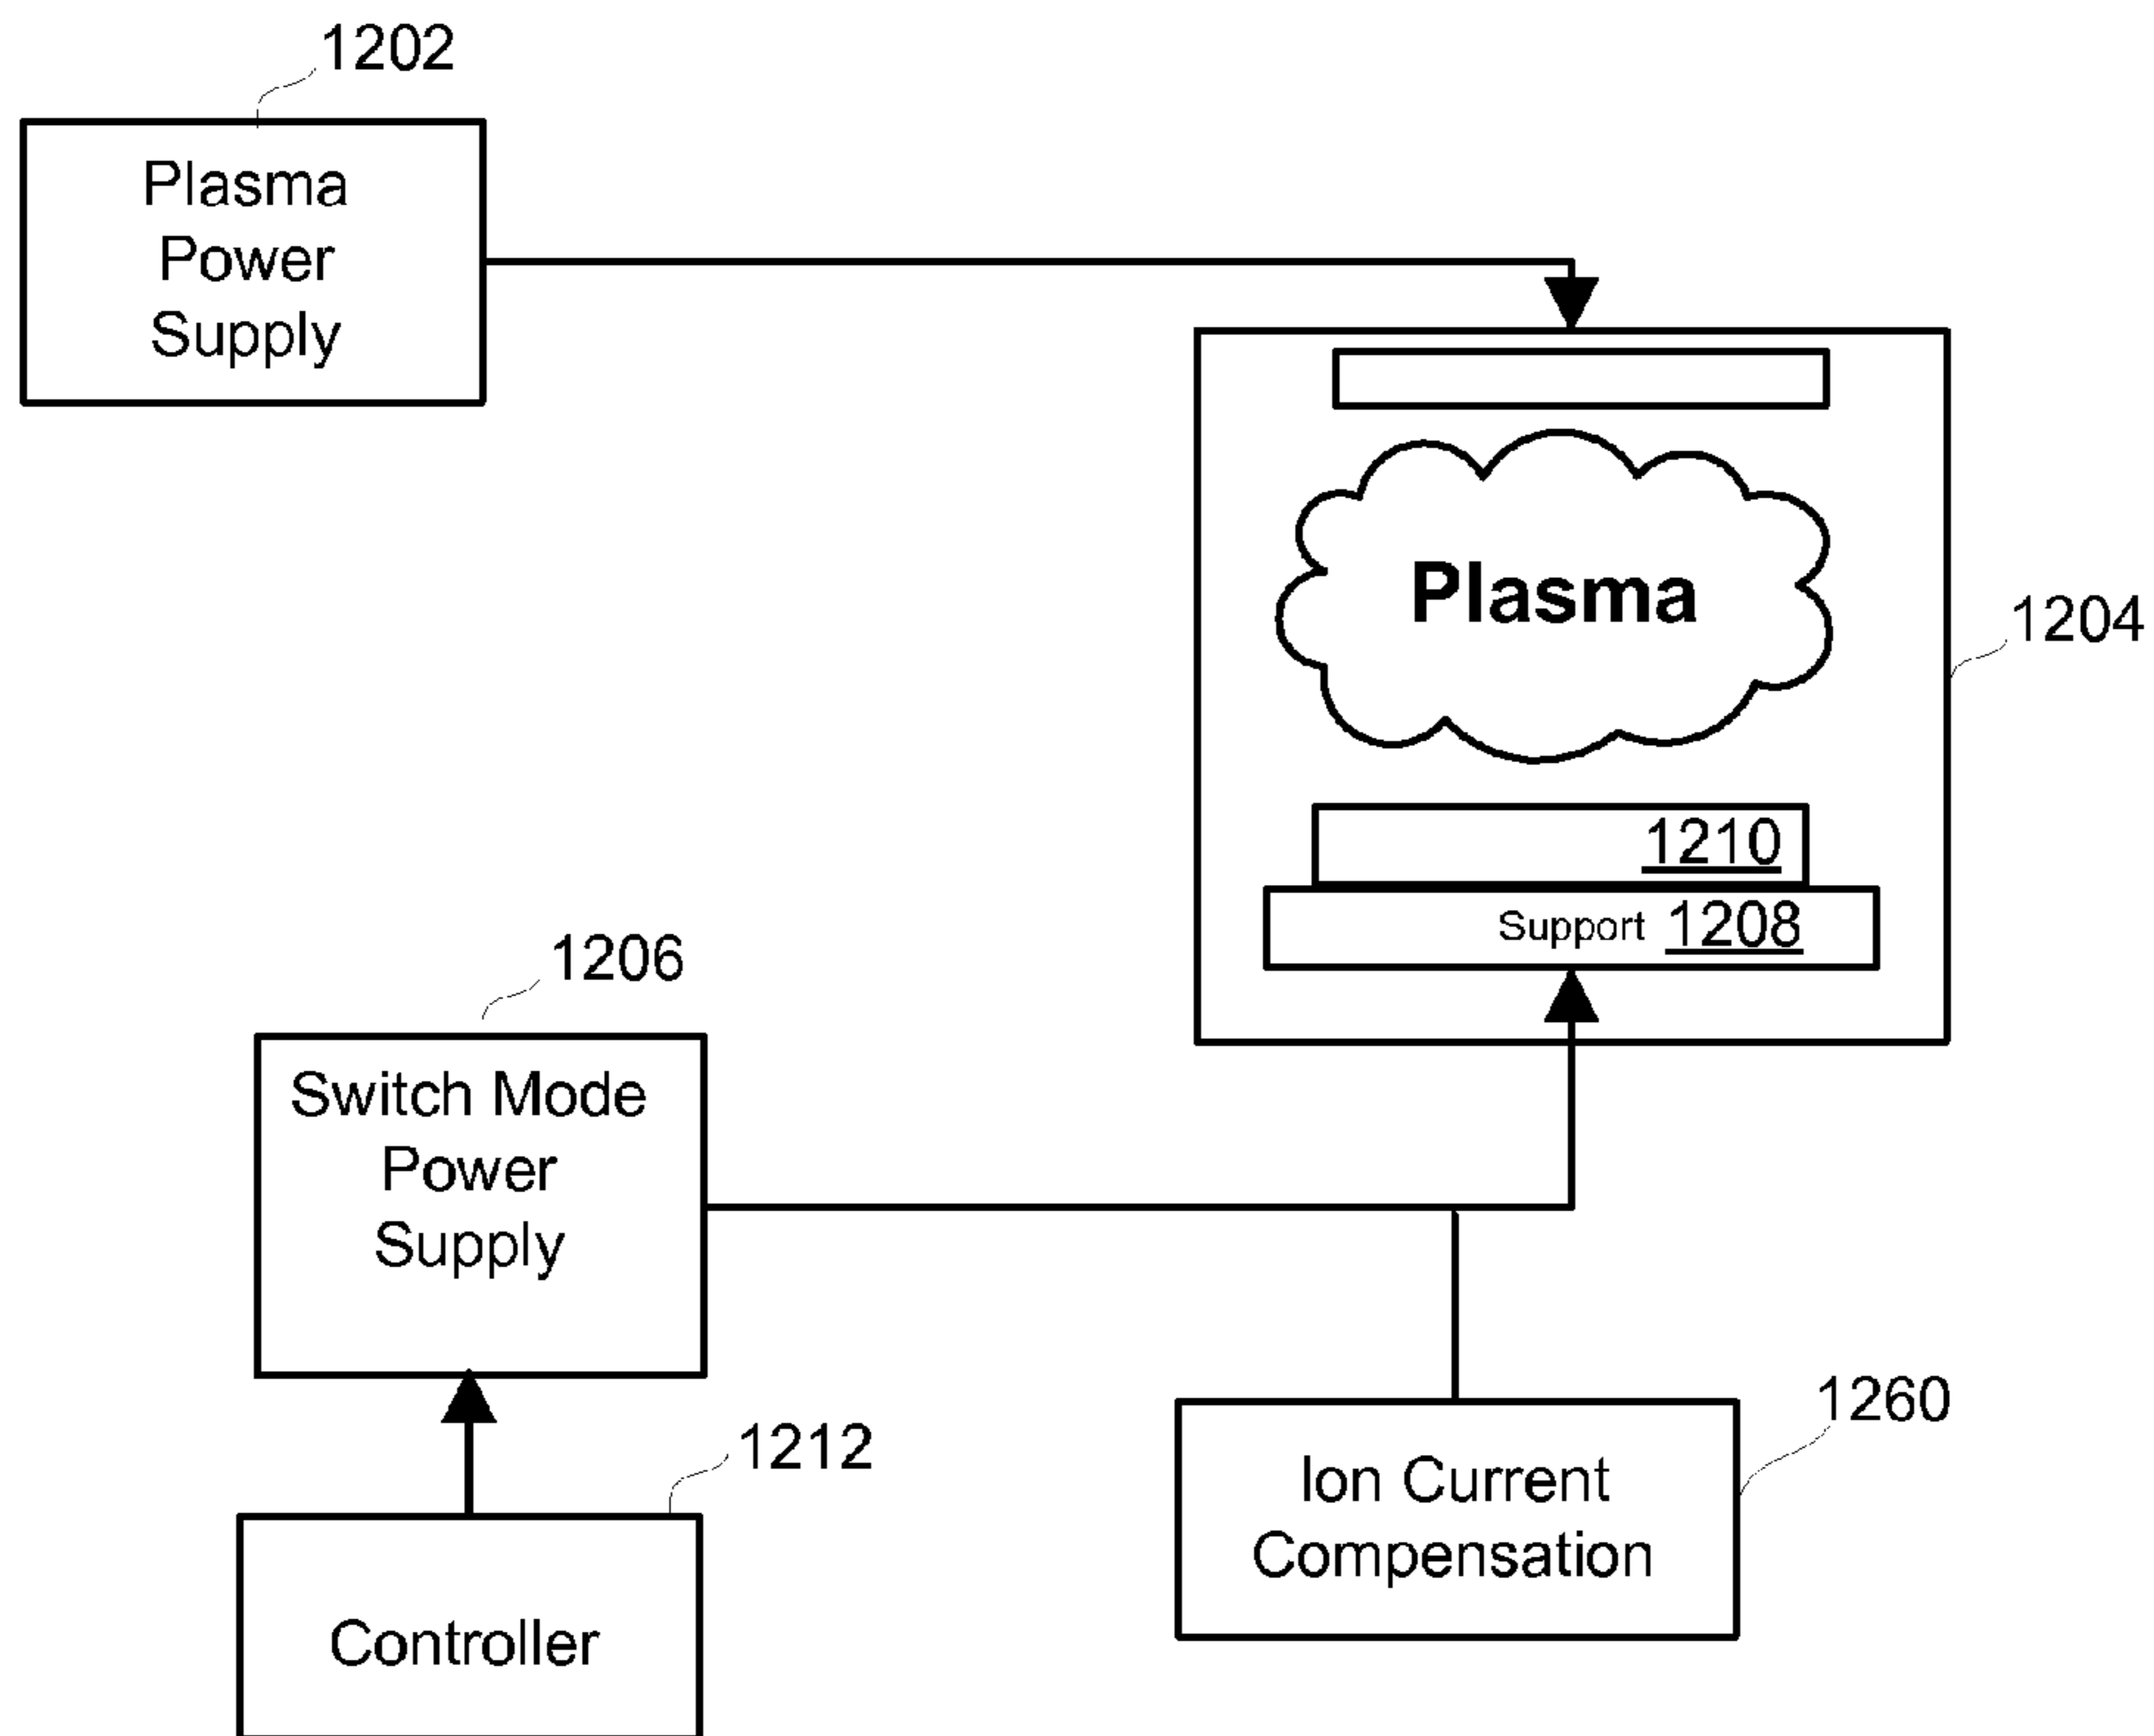 1202
Plasma
Power
Supply
Plasma
1204
1210
Support 1208
1206
Switch Mode
Power
Supply
1212
Controller
1260
Ion Current
Compensation